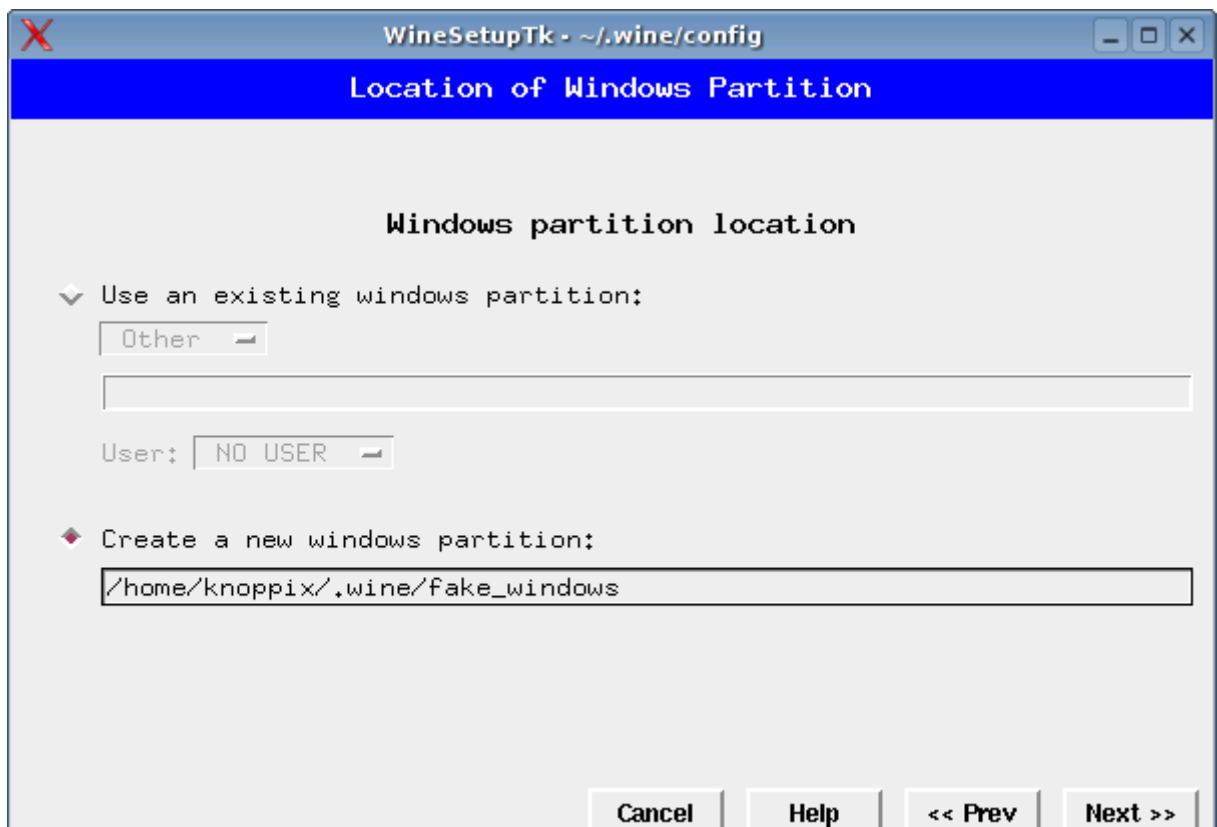 WineSetupTk - ~/.wine/config
Location of Windows Partition
Windows partition location
Use an existing windows partition:
Other
User: NO USER
Create a new windows partition:
/home/knoppix/.wine/fake_windows
Cancel Help << Prev Next >>